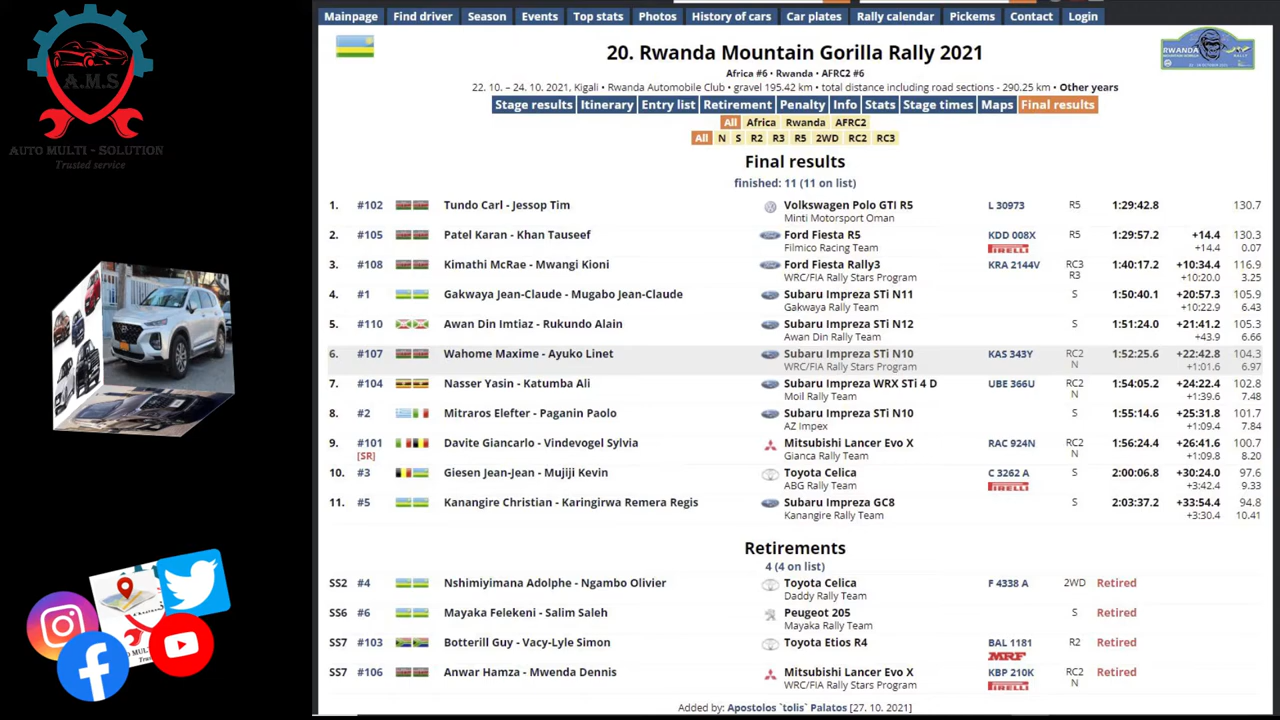 A.M.S
AUTO MULTI - SOLUTION
Trusted service
Mainpage Find driver Season Events Top stats Photos History of cars Car plates Rally calendar Pickems Contact Login
20. Rwanda Mountain Gorilla Rally 2021
Africa #6 • Rwanda • AFRC2 #6
22. 10. – 24. 10. 2021, Kigali • Rwanda Automobile Club • gravel 195.42 km • total distance including road sections - 290.25 km • Other years
Stage results Itinerary Entry list Retirement Penalty Info Stats Stage times Maps Final results
All Africa Rwanda AFRC2
All N S R2 R3 R5 2WD RC2 RC3
Final results
finished: 11 (11 on list)
1. #102 Tundo Carl - Jessop Tim Volkswagen Polo GTI R5 L 30973 R5 1:29:42.8 130.7
Minti Motorsport Oman
2. #105 Patel Karan - Khan Tauseef Ford Fiesta R5 KDD 008X R5 1:29:57.2 +14.4 130.3
Filmico Racing Team PIRELLI +14.4 0.07
3. #108 Kimathi McRae - Mwangi Kioni Ford Fiesta Rally3 KRA 2144V RC3 1:40:17.2 +10:34.4 116.9
WRC/FIA Rally Stars Program R3 +10:20.0 3.25
4. #1 Gakwaya Jean-Claude - Mugabo Jean-Claude Subaru Impreza STi N11 S 1:50:40.1 +20:57.3 105.9
Gakwaya Rally Team +10:22.9 6.43
5. #110 Awan Din Imtiaz - Rukundo Alain Subaru Impreza STi N12 S 1:51:24.0 +21:41.2 105.3
Awan Din Rally Team +43.9 6.66
6. #107 Wahome Maxime - Ayuko Linet Subaru Impreza STi N10 KAS 343Y RC2 1:52:25.6 +22:42.8 104.3
WRC/FIA Rally Stars Program N +1:01.6 6.97
7. #104 Nasser Yasin - Katumba Ali Subaru Impreza WRX STi 4 D UBE 366U RC2 1:54:05.2 +24:22.4 102.8
Moil Rally Team N +1:39.6 7.48
8. #2 Mitraros Elefter - Paganin Paolo Subaru Impreza STi N10 S 1:55:14.6 +25:31.8 101.7
AZ Impex +1:09.4 7.84
9. #101 Davite Giancarlo - Vindevogel Sylvia Mitsubishi Lancer Evo X RAC 924N RC2 1:56:24.4 +26:41.6 100.7
[SR] Gianca Rally Team N +1:09.8 8.20
10. #3 Giesen Jean-Jean - Mujiji Kevin Toyota Celica C 3262 A S 2:00:06.8 +30:24.0 97.6
ABG Rally Team PIRELLI +3:42.4 9.33
11. #5 Kanangire Christian - Karingirwa Remera Regis Subaru Impreza GC8 S 2:03:37.2 +33:54.4 94.8
Kanangire Rally Team +3:30.4 10.41
Retirements
4 (4 on list)
SS2 #4 Nshimiyimana Adolphe - Ngambo Olivier Toyota Celica F 4338 A 2WD Retired
Daddy Rally Team
SS6 #6 Mayaka Felekeni - Salim Saleh Peugeot 205 S Retired
Mayaka Rally Team
SS7 #103 Botterill Guy - Vacy-Lyle Simon Toyota Etios R4 BAL 1181 R2 Retired
MRF
SS7 #106 Anwar Hamza - Mwenda Dennis Mitsubishi Lancer Evo X KBP 210K RC2 Retired
WRC/FIA Rally Stars Program PIRELLI N
Added by: Apostolos `tolis` Palatos [27. 10. 2021]